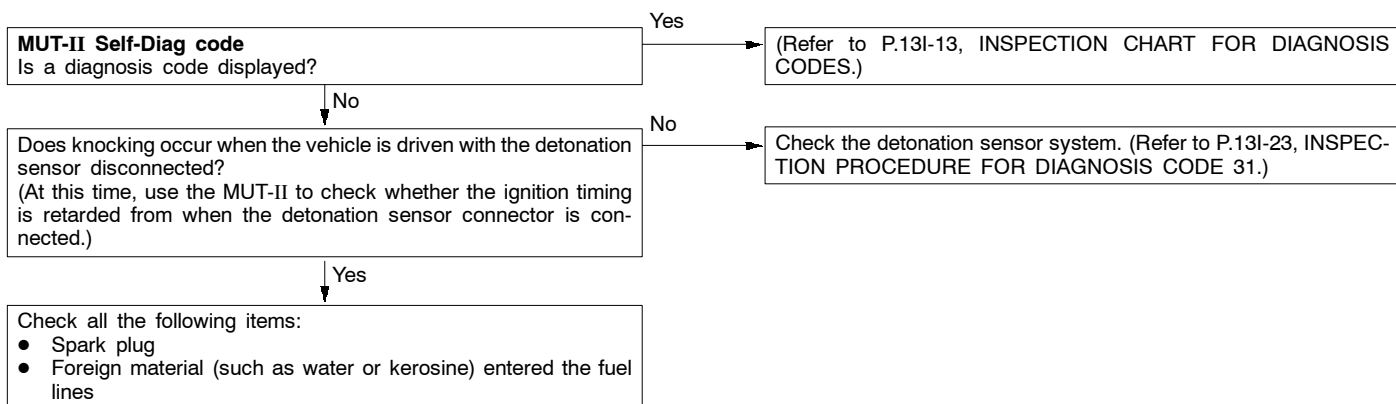 MUT-II Self-Diag code
Is a diagnosis code displayed?
Yes
(Refer to P.13I-13, INSPECTION CHART FOR DIAGNOSIS
CODES.)
No
Does knocking occur when the vehicle is driven with the detonation
sensor disconnected?
(At this time, use the MUT-II to check whether the ignition timing
is retarded from when the detonation sensor connector is con-
nected.)
No
Check the detonation sensor system. (Refer to P.13I-23, INSPEC-
TION PROCEDURE FOR DIAGNOSIS CODE 31.)
Yes
Check all the following items:
● Spark plug
● Foreign material (such as water or kerosine) entered the fuel
lines